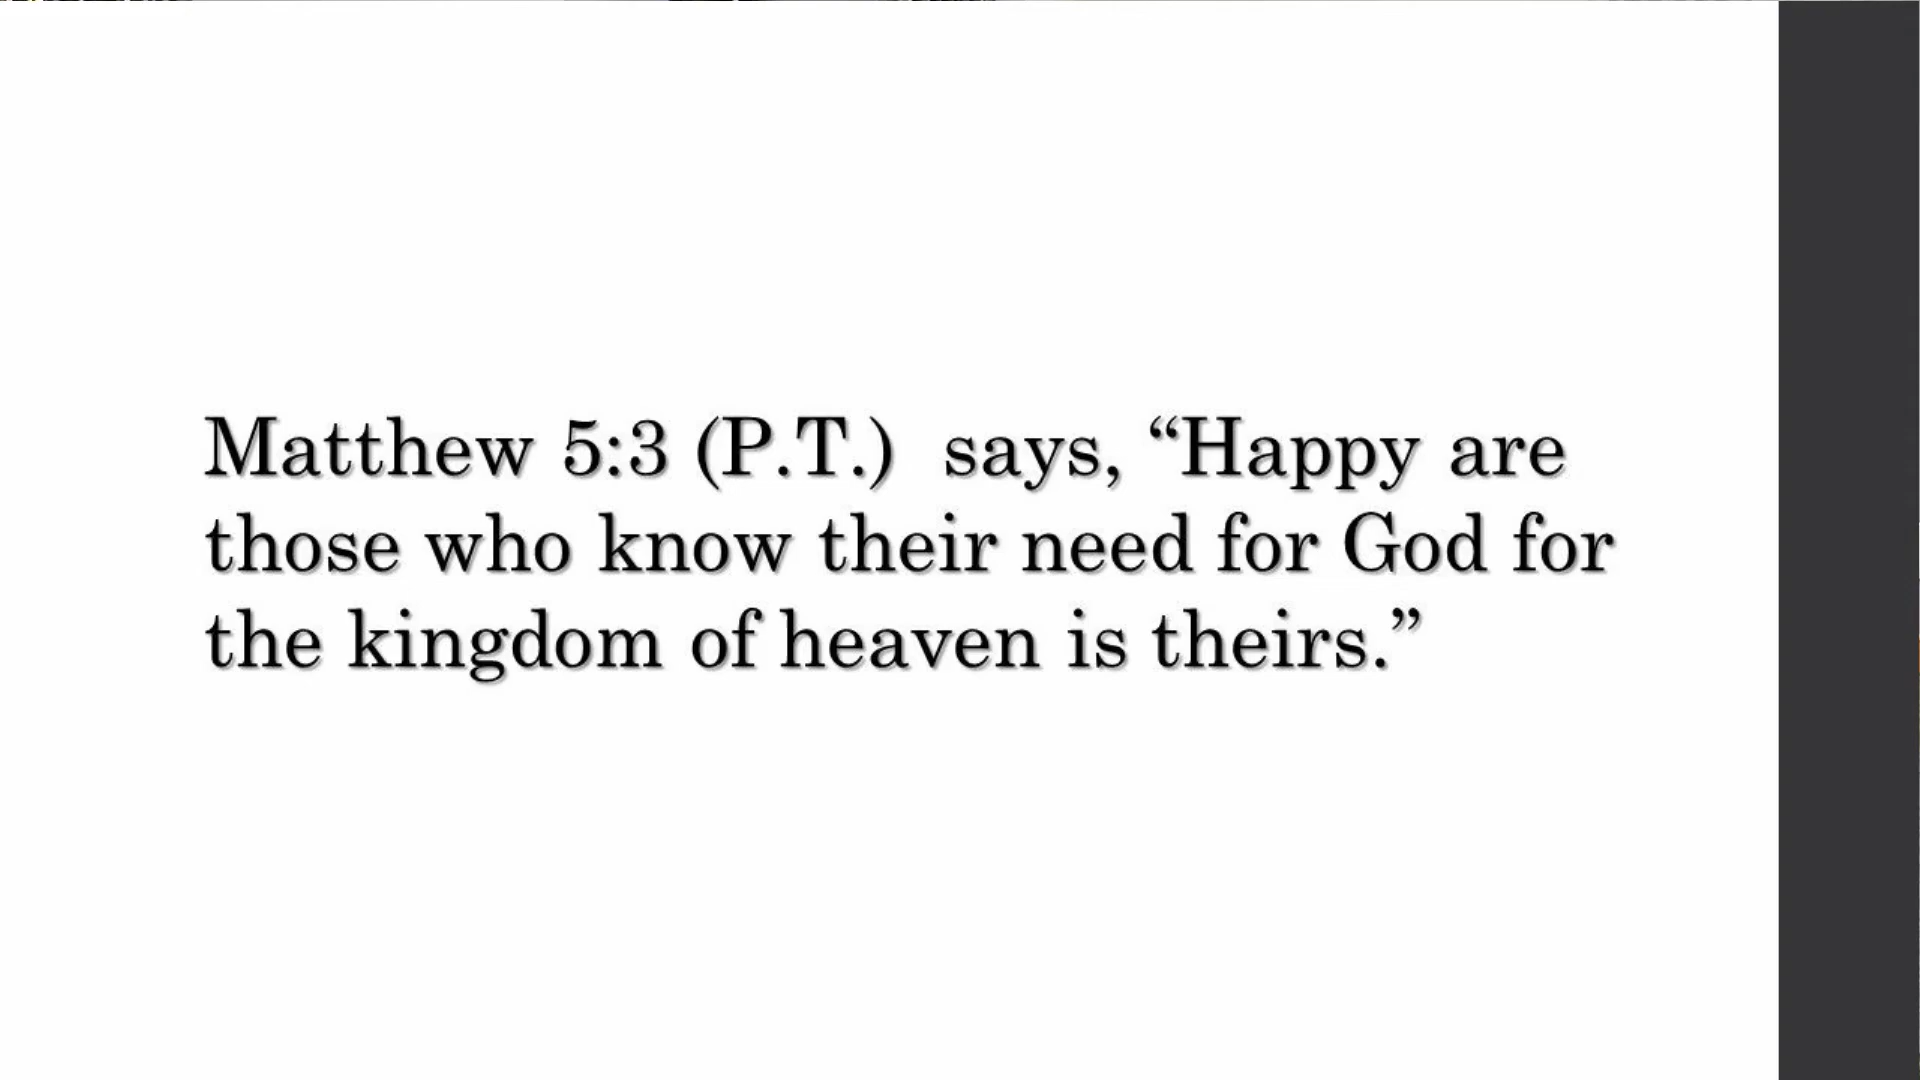 Matthew 5:3 (P.T.)  says, “Happy are
those who know their need for God for
the kingdom of heaven is theirs.”